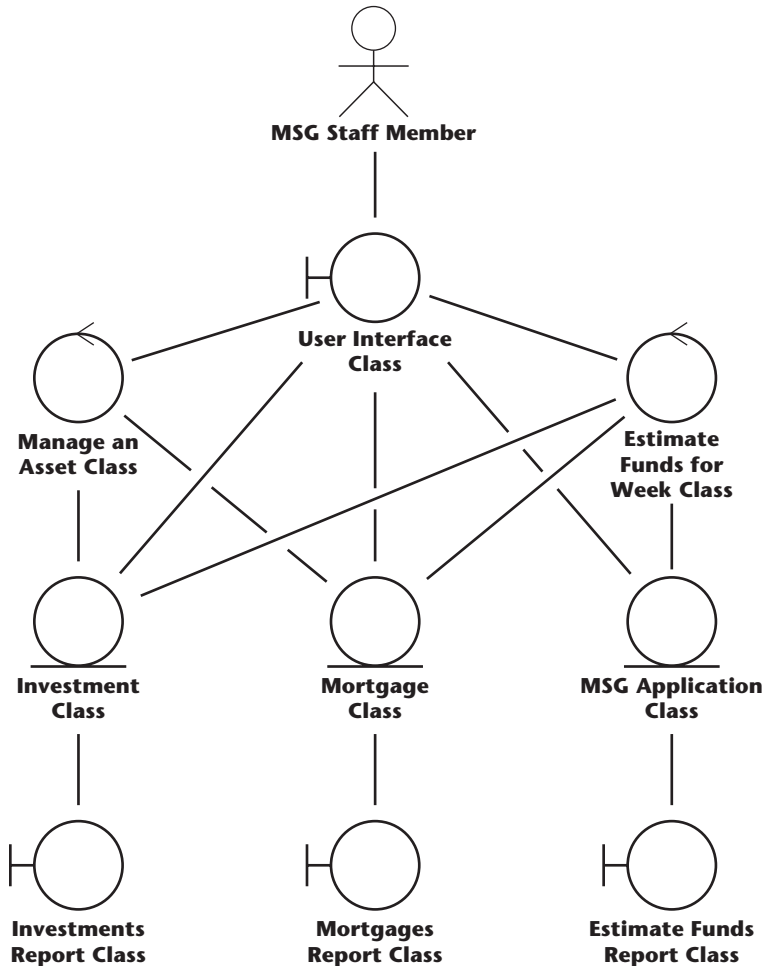 MSG Staff Member
User Interface
Class
Manage an
Asset Class
Estimate
Funds for
Week Class
Investment
Class
Mortgage
Class
MSG Application
Class
Investments
Report Class
Mortgages
Report Class
Estimate Funds
Report Class